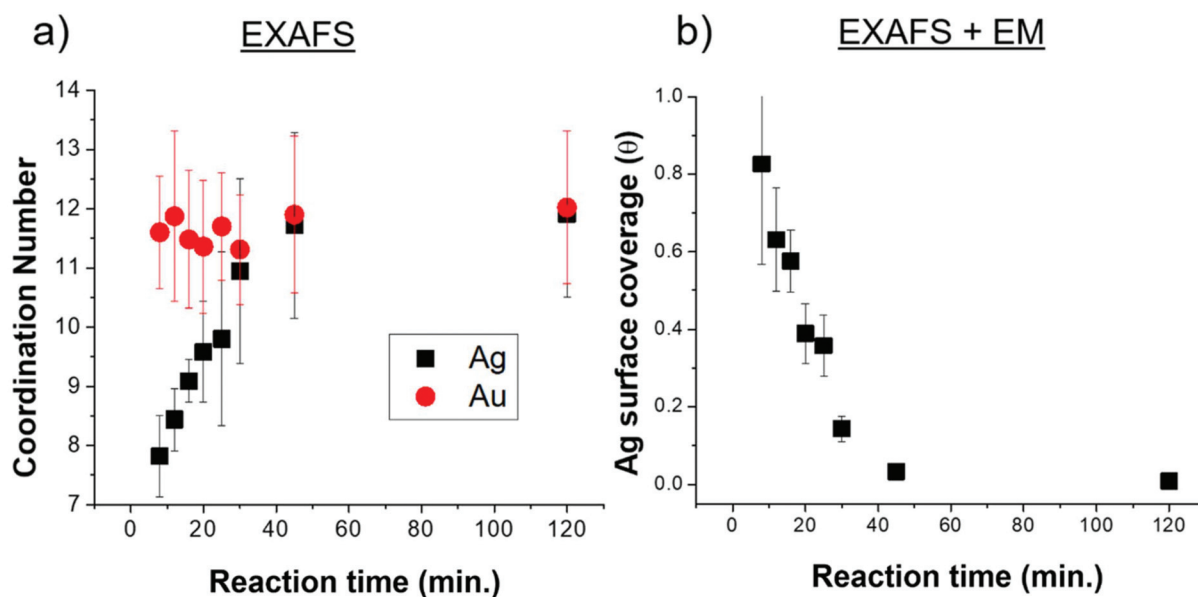 a)
EXAFS
14
13
12
11
10
9
8
7
Coordination Number
Ag
Au
0
20
40
60
80
100
120
Reaction time (min.)
b)
EXAFS + EM
1.0
0.8
0.6
0.4
0.2
0.0
Ag surface coverage (θ)
0
20
40
60
80
100
120
Reaction time (min.)